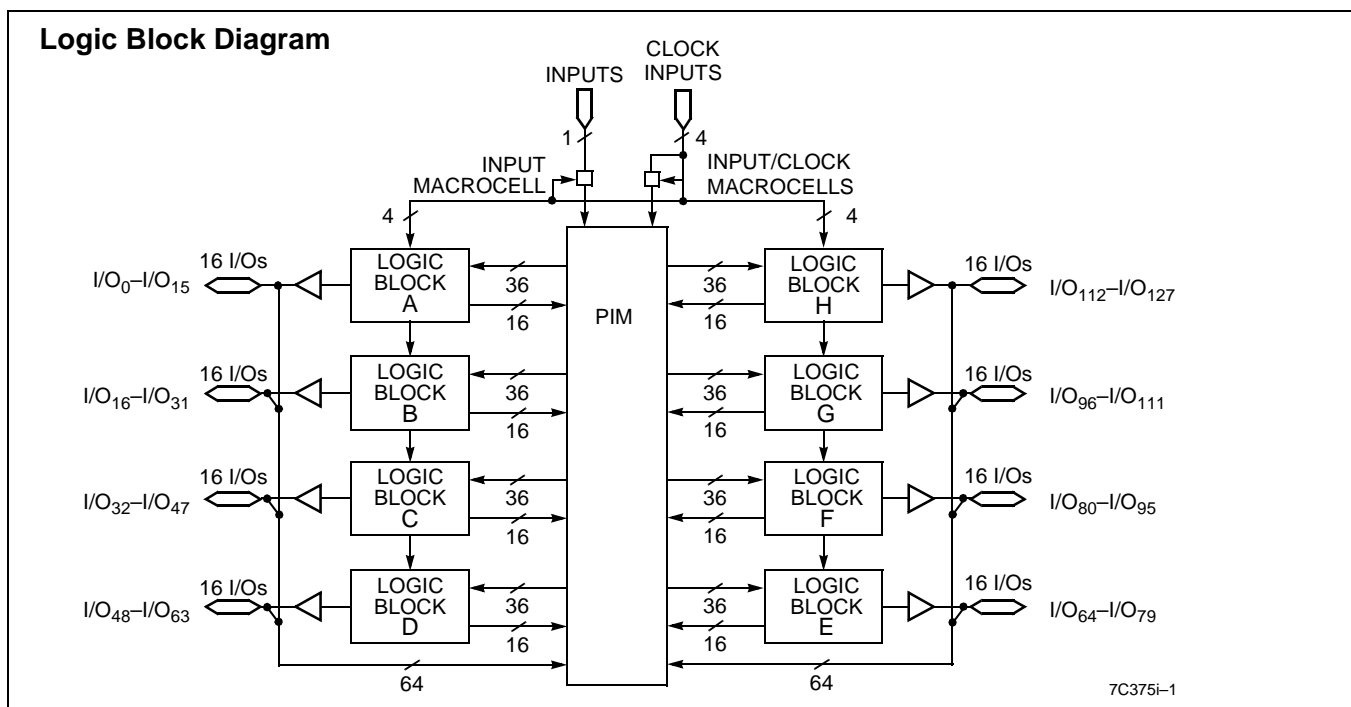 Logic Block Diagram
CLOCK
INPUTS
INPUTS
1
4
INPUT
MACROCELL
INPUT/CLOCK
MACROCELLS
4
4
16 I/Os
I/O0–I/O15
LOGIC
BLOCK
A
36
16
PIM
36
16
LOGIC
BLOCK
H
16 I/Os
I/O112–I/O127
16 I/Os
I/O16–I/O31
LOGIC
BLOCK
B
36
16
36
16
LOGIC
BLOCK
G
16 I/Os
I/O96–I/O111
16 I/Os
I/O32–I/O47
LOGIC
BLOCK
C
36
16
36
16
LOGIC
BLOCK
F
16 I/Os
I/O80–I/O95
16 I/Os
I/O48–I/O63
LOGIC
BLOCK
D
36
16
36
16
LOGIC
BLOCK
E
16 I/Os
I/O64–I/O79
64
64
7C375i–1